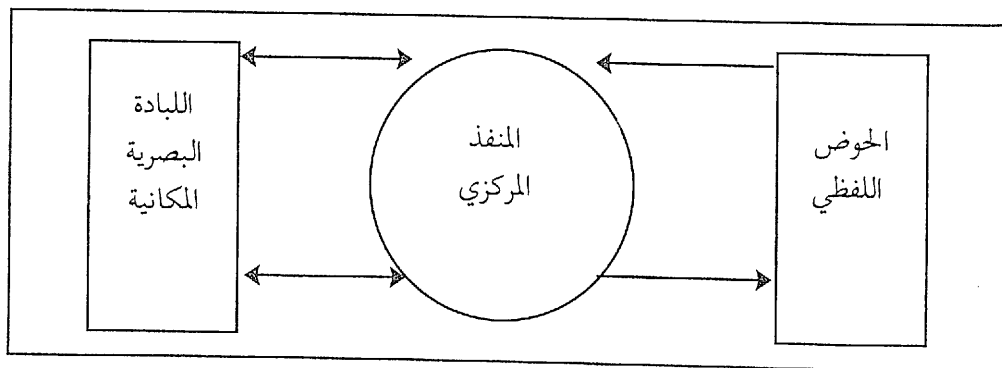 الحوض
اللفظي
المنفذ
المركزي
اللبادة
البصرية
المكانية